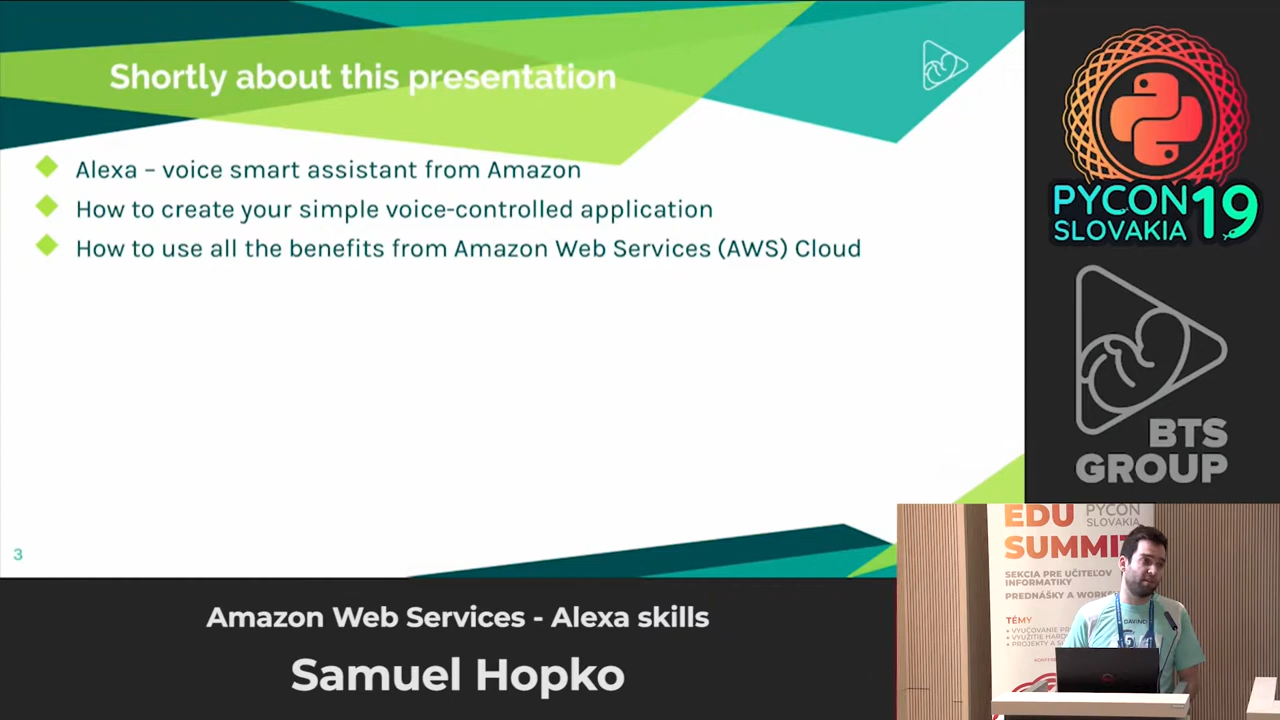 Shortly about this presentation
Alexa – voice smart assistant from Amazon
How to create your simple voice-controlled application
How to use all the benefits from Amazon Web Services (AWS) Cloud
3
PYCON 19
SLOVAKIA
BTS
GROUP
EDU PYCON
SLOVAKIA
SUMMIT
SEKCIA PRE UČITEĽOV
INFORMATIKY
PREDNÁŠKY A
TÉMY
Amazon Web Services - Alexa skills
Samuel Hopko